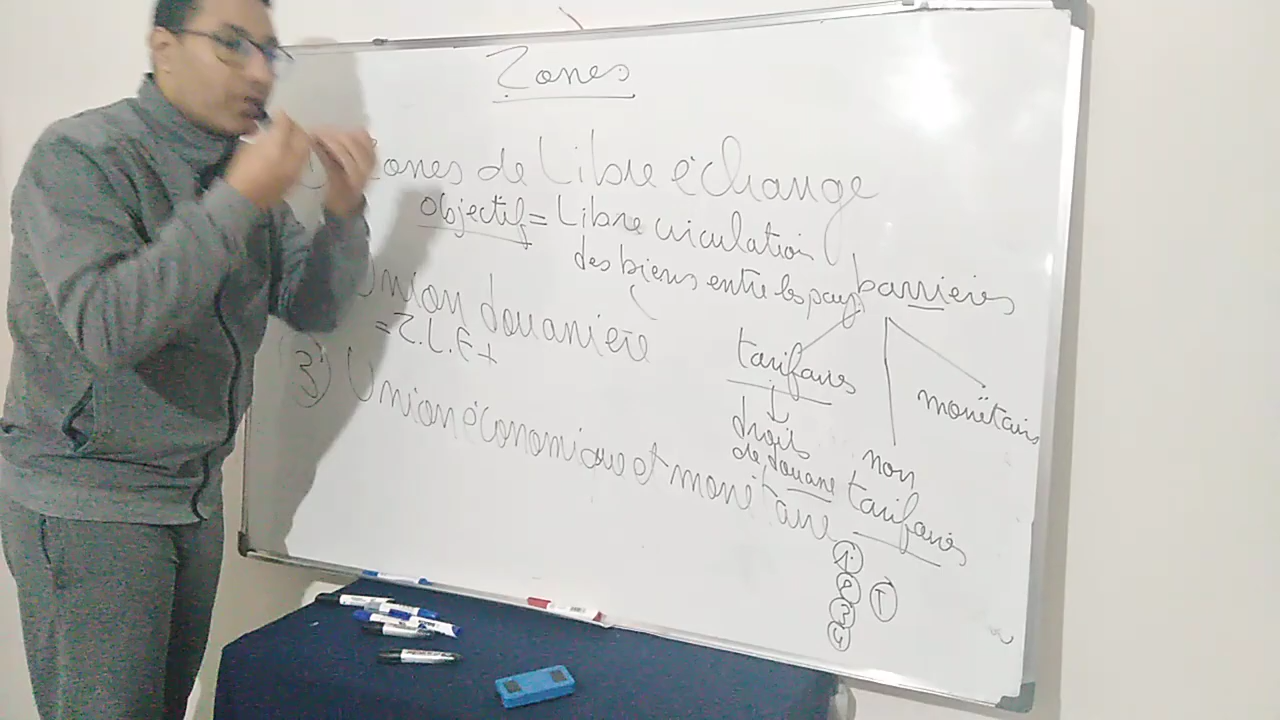 Zones
ones de Libre échange
objectif = Libre circulation
des biens entre les pays
barrières
tarifaires
droits
de douane
non
tarifaires
monétaires
Union douanière
= Z.L.E +
3) Union économique et monétaire
T